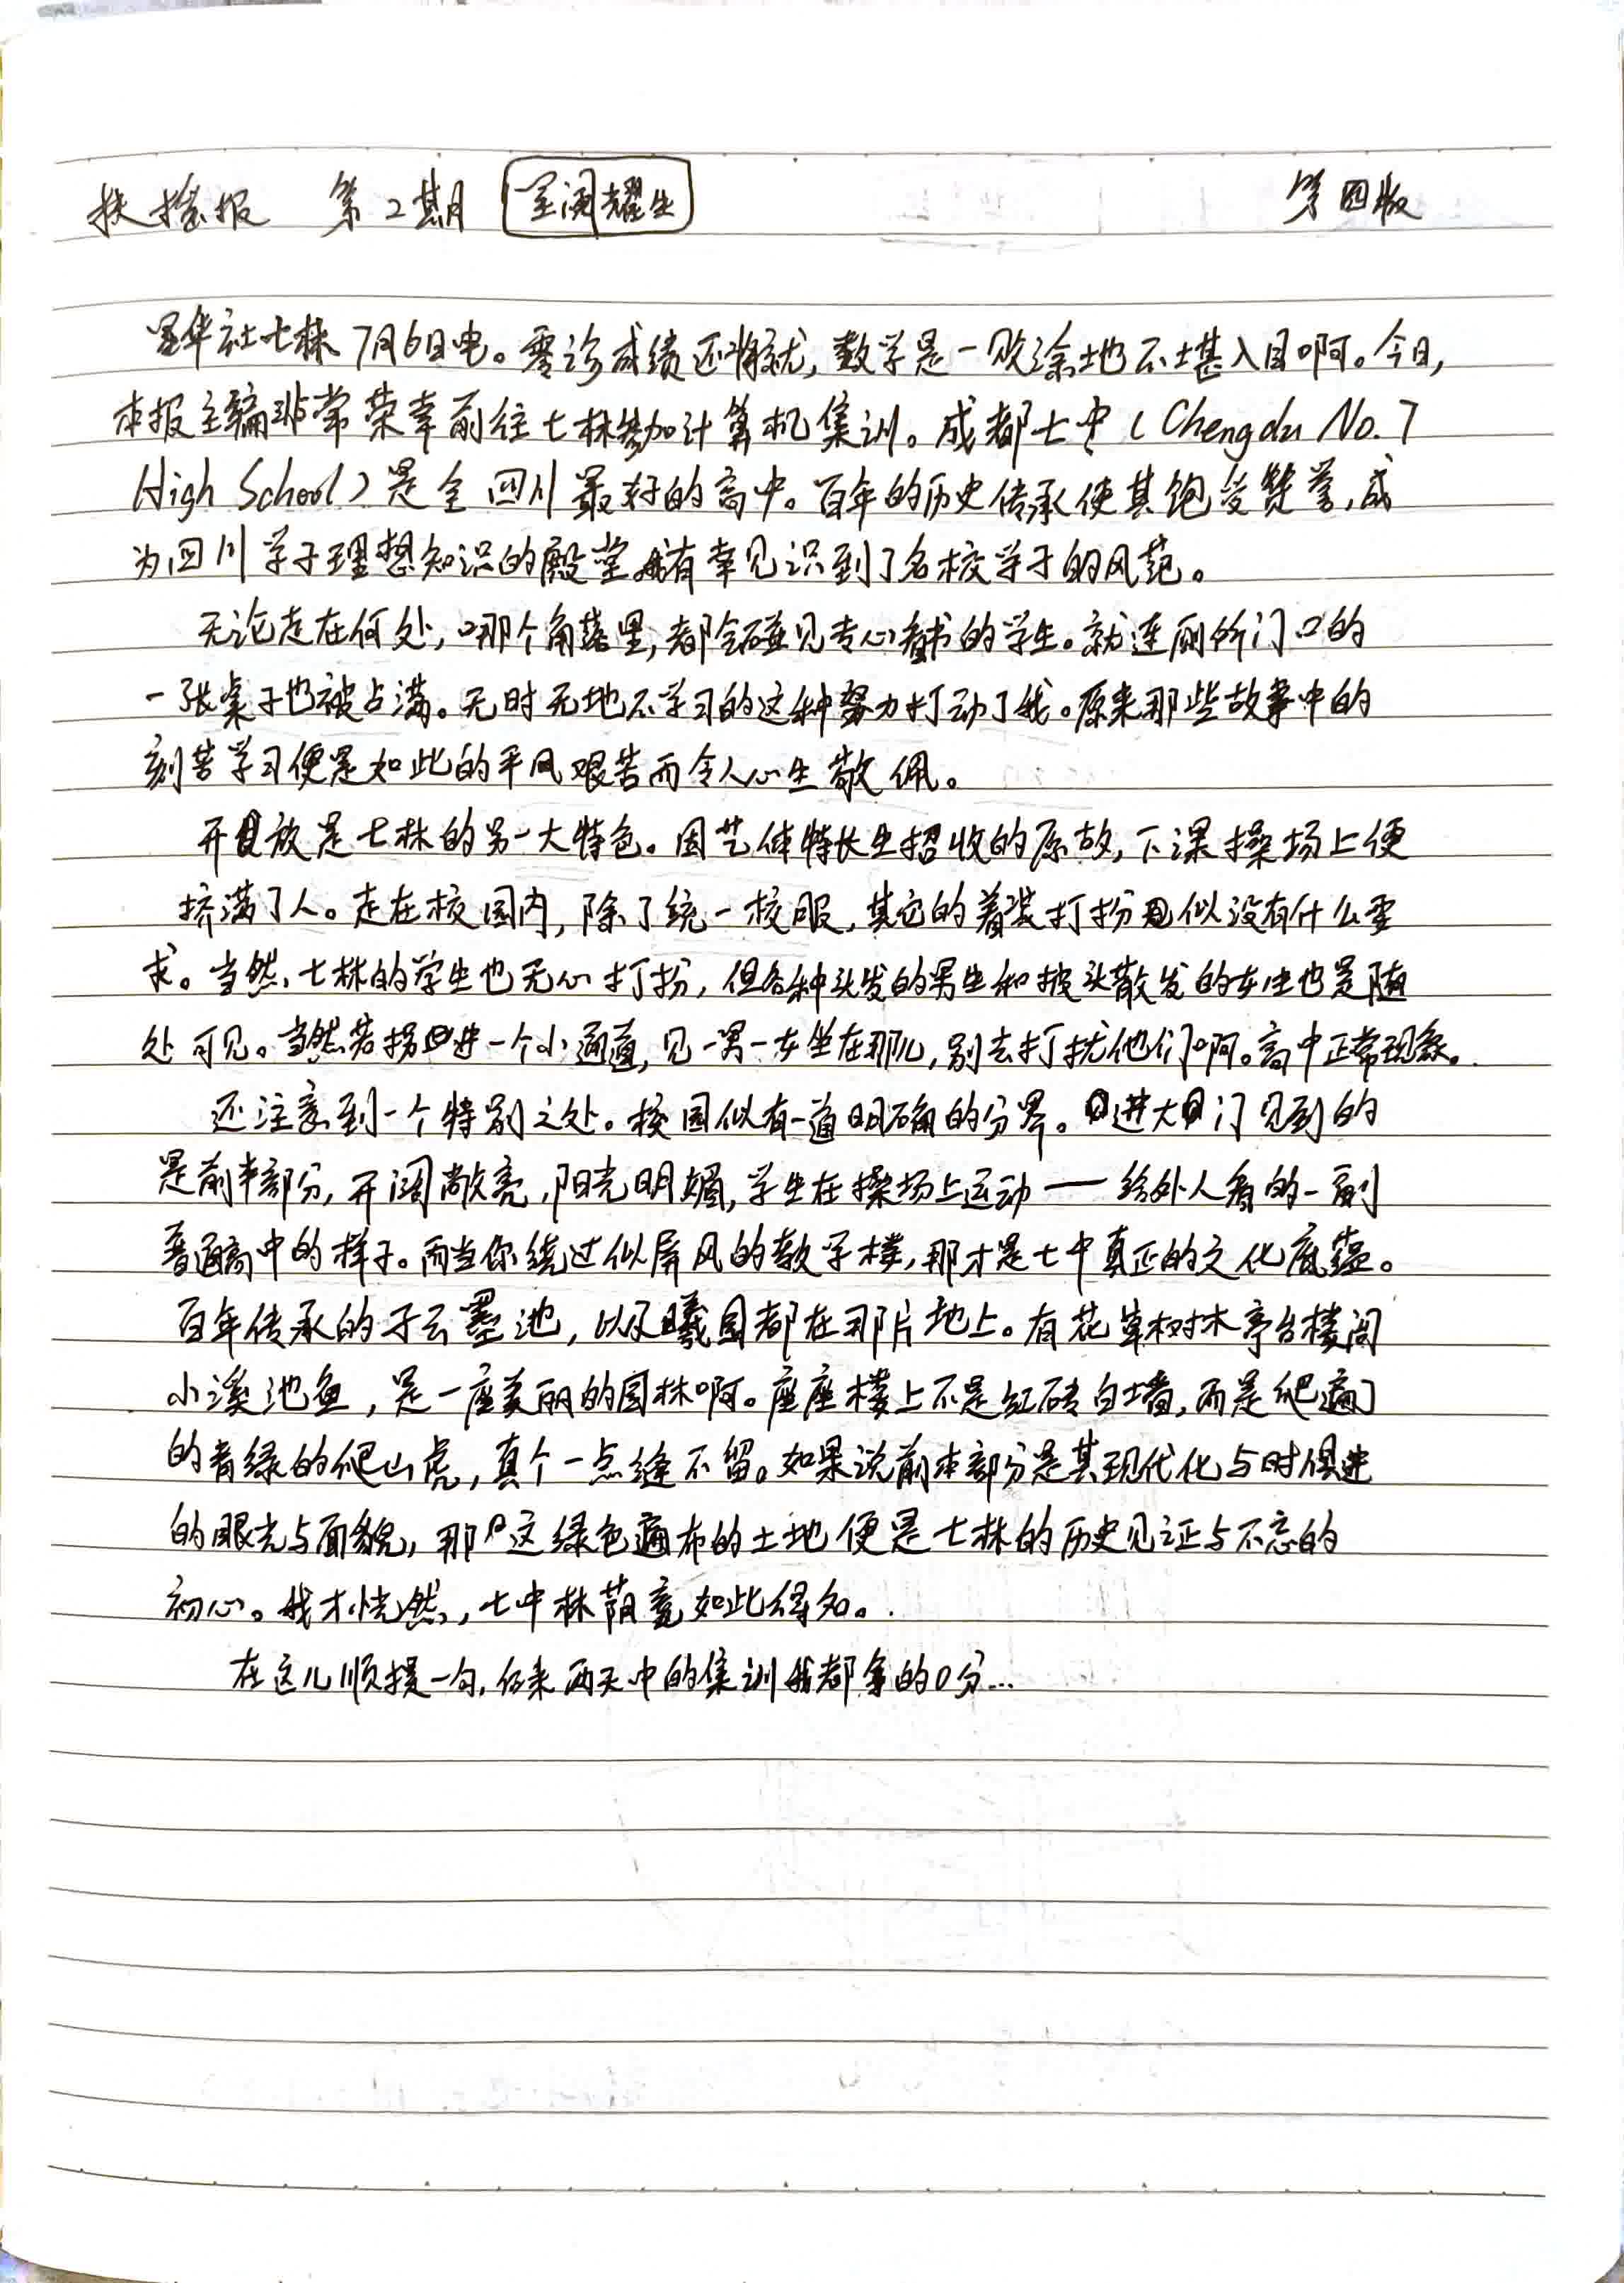 扶摇报 第2期 星闻耀生 第四版
星华社七林7月6日电。零诊成绩还将就,数学是一败涂地不堪入目啊。今日,
本报主编非常荣幸前往七林参加计算机集训。成都七中(Chengdu No.7
High School)是全四川最好的高中。百年的历史传承使其饱受赞誉,成
为四川学子理想知识的殿堂。我有幸见识到了名校学子的风范。
无论走在何处,哪个角落里,都会碰见专心看书的学生。就连厕所门口的
一张桌子也被占满。无时无地不学习的这种努力打动了我。原来那些故事中的
刻苦学习便是如此的平凡艰苦而令人心生敬佩。
开放是七林的另一大特色。因艺体特长生招收的原故,下课操场上便
挤满了人。走在校园内,除了统一校服,其它的着装打扮似没有什么要
求。当然,七林的学生也无心打扮,但各种头发的男生和披头散发的女生也是随
处可见。当然若拐进一个小通道,见一男一女坐在那儿,别去打扰他们啊。高中正常现象。
还注意到一个特别之处。校园似有一道明确的分界。进大门见到的
是前半部分,开阔敞亮,阳光明媚,学生在操场上运动——给外人看的一副
普通高中的样子。而当你绕过似屏风的教学楼,那才是七中真正的文化底蕴。
百年传承的子云墨池,以及曦园都在那片地上。有花草树木亭台楼阁
小溪池鱼,是一座美丽的园林啊。座座楼上不是红砖白墙,而是爬遍了
的青绿的爬山虎,真个一点缝不留。如果说前半部分是其现代化与时俱进
的眼光与面貌,那这绿色遍布的土地便是七林的历史见证与不忘的
初心。我才恍然,七中林荫竟如此得名。
在这儿顺提一句,后来两天中的集训我都拿的0分...